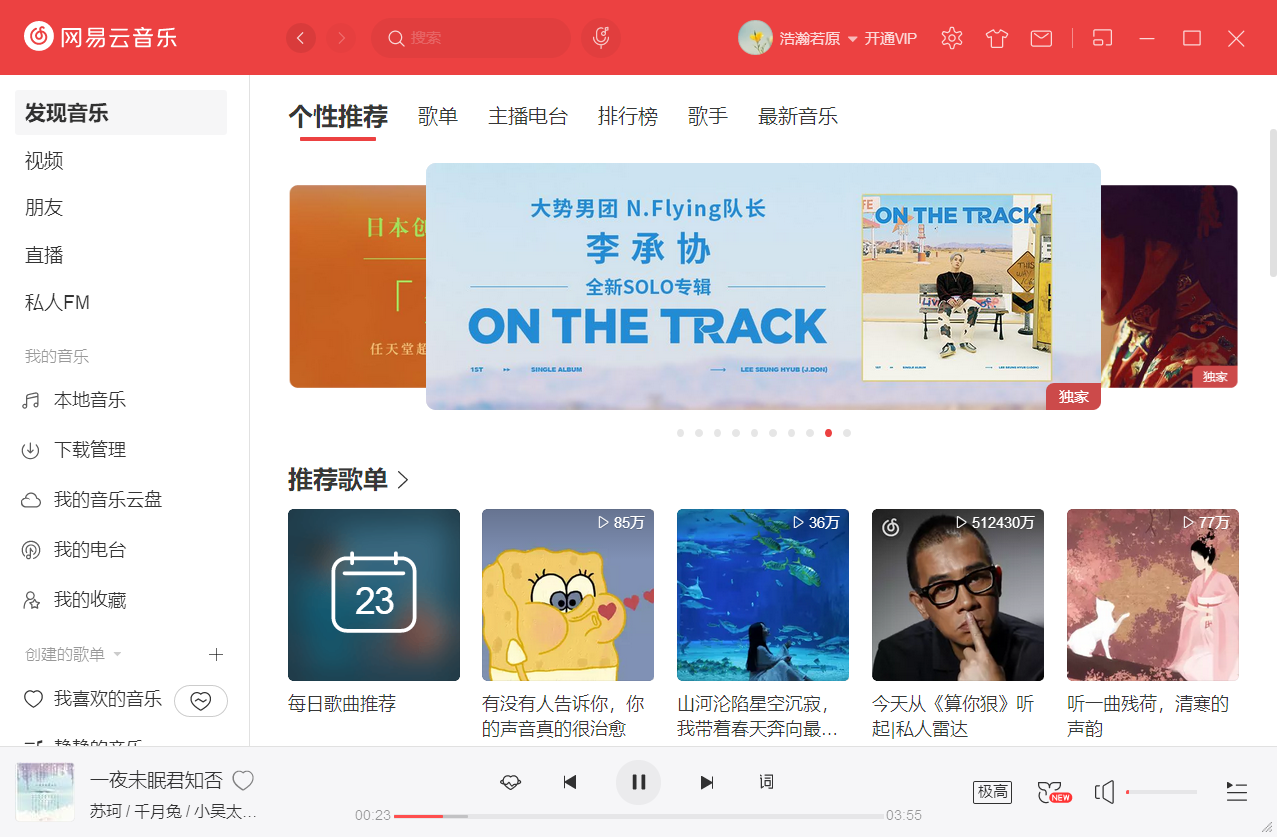 网易云音乐
搜索
浩瀚若原
开通VIP
发现音乐
视频
朋友
直播
私人FM
我的音乐
本地音乐
下载管理
我的音乐云盘
我的电台
我的收藏
创建的歌单
我喜欢的音乐
静静的音乐
个性推荐
歌单
主播电台
排行榜
歌手
最新音乐
日本创
「
任天堂超
大势男团 N.Flying队长
李承协
全新SOLO专辑
ON THE TRACK
1ST
SINGLE ALBUM
LEE SEUNG HYUB (J.DON)
ON THE TRACK
THIS
独家
独家
推荐歌单
23
每日歌曲推荐
85万
有没有人告诉你，你
的声音真的很治愈
36万
山河沦陷星空沉寂，
我带着春天奔向最...
512430万
今天从《算你狠》听
起|私人雷达
77万
听一曲残荷，清寒的
声韵
一夜未眠君知否
苏珂 / 千月兔 / 小吴太...
词
00:23
03:55
极高
NEW